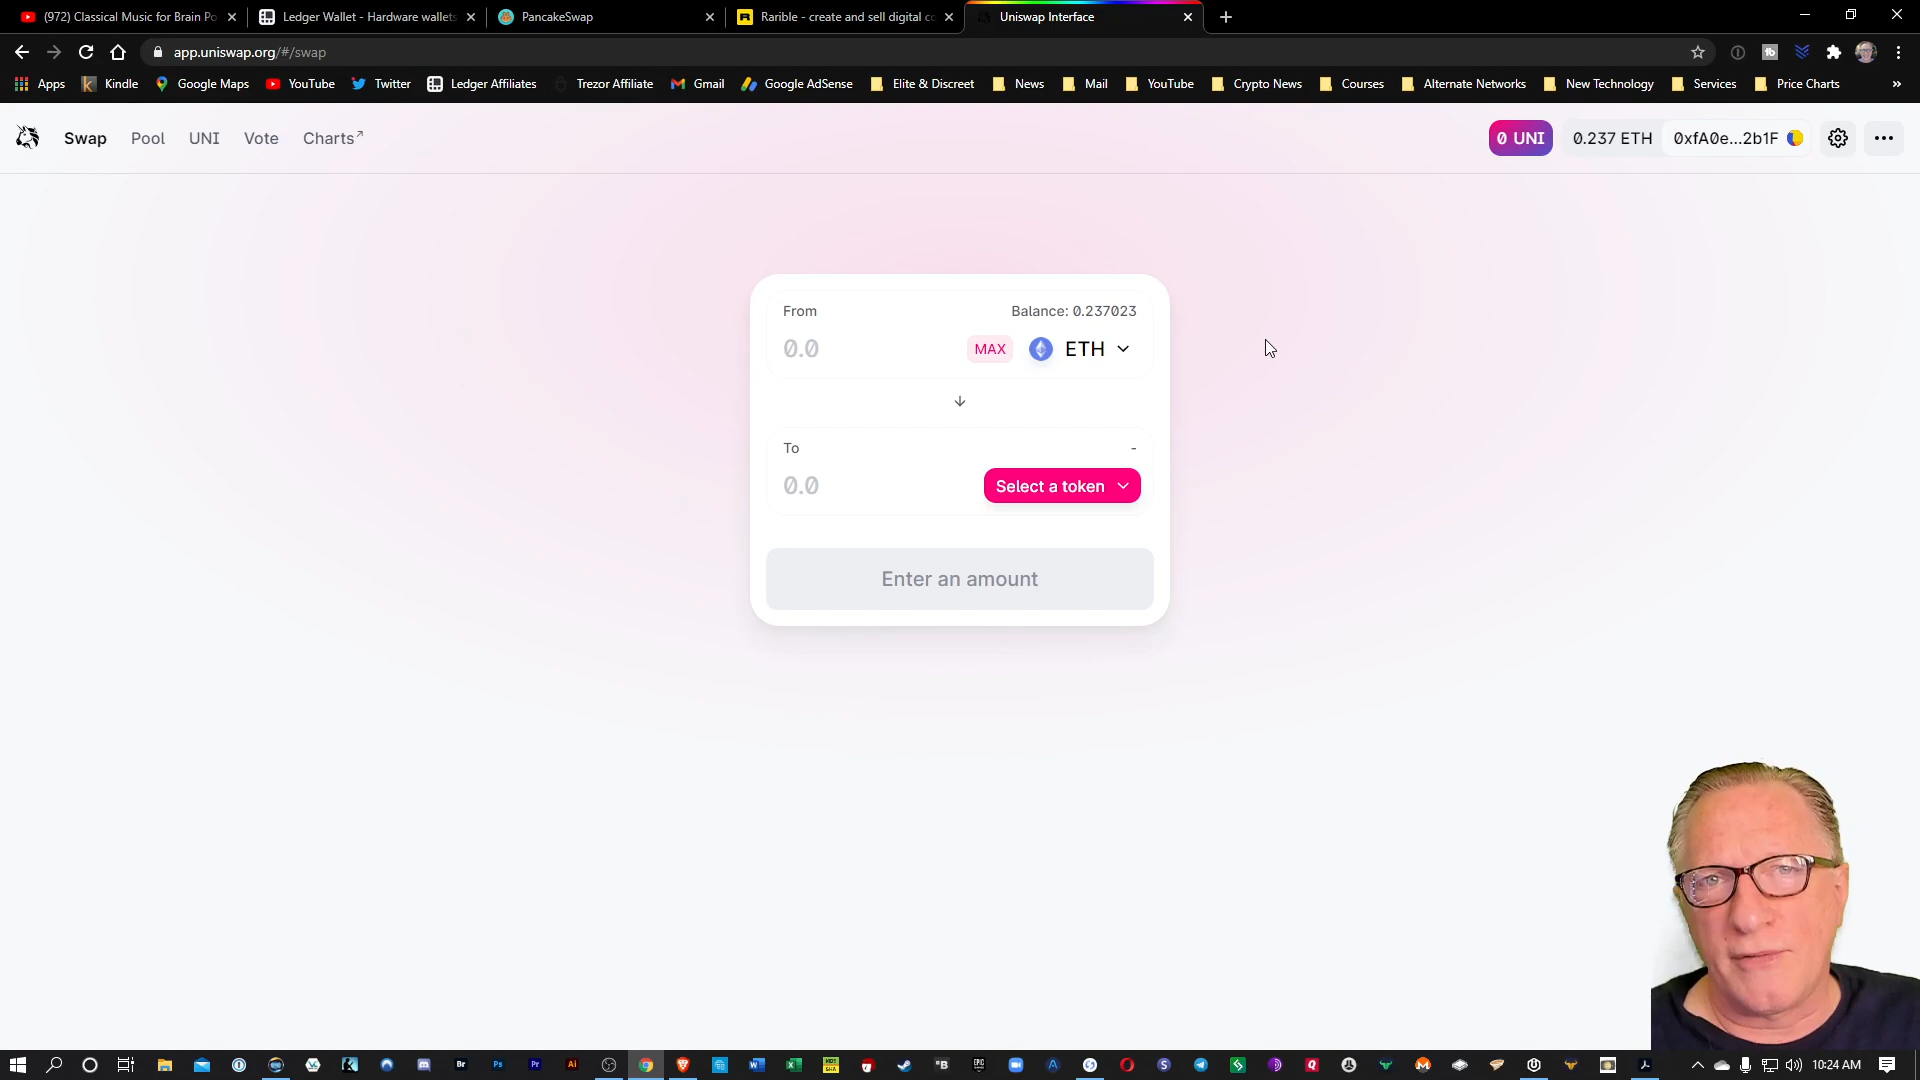 (972) Classical Music for Brain Po
Ledger Wallet - Hardware wallets
PancakeSwap
Rarible - create and sell digital co
Uniswap Interface
app.uniswap.org/#/swap
Apps
Kindle
Google Maps
YouTube
Twitter
Ledger Affiliates
Trezor Affiliate
Gmail
Google AdSense
Elite & Discreet
News
Mail
YouTube
Crypto News
Courses
Alternate Networks
New Technology
Services
Price Charts
»
Swap
Pool
UNI
Vote
Charts↗
0 UNI
0.237 ETH
0xfA0e...2b1F
From
Balance: 0.237023
0.0
MAX
ETH
To
-
0.0
Select a token
Enter an amount
10:24 AM